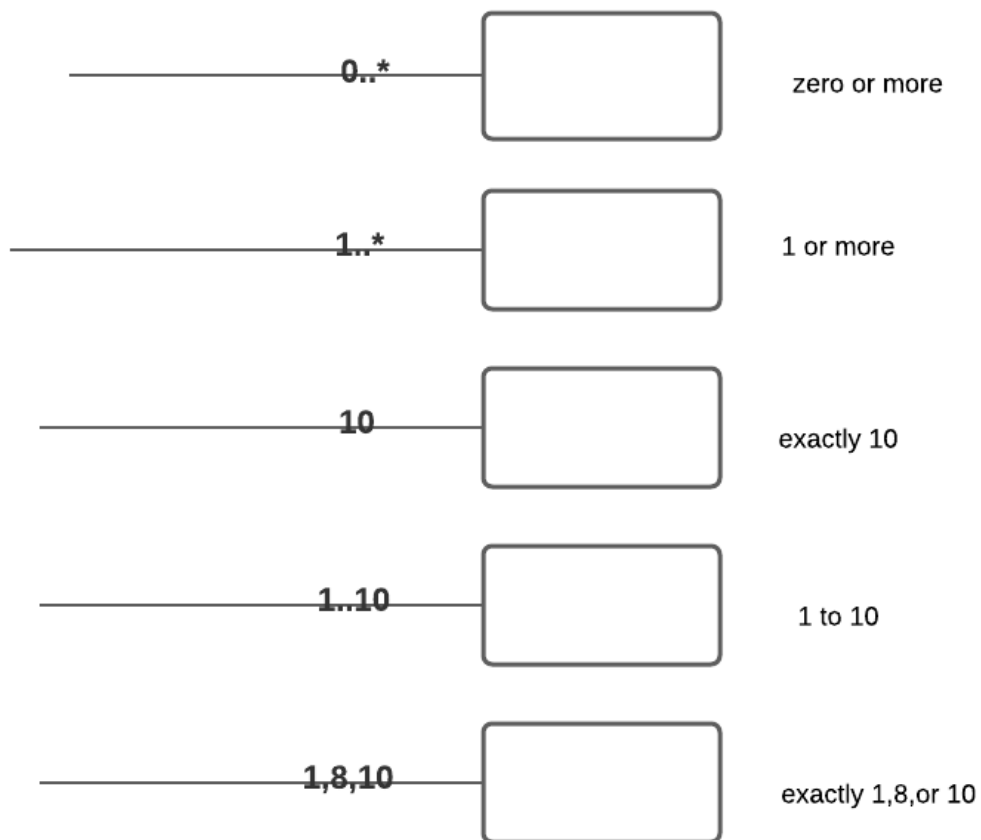 0..*
zero or more
1..*
1 or more
10
exactly 10
1..10
1 to 10
1,8,10
exactly 1,8,or 10